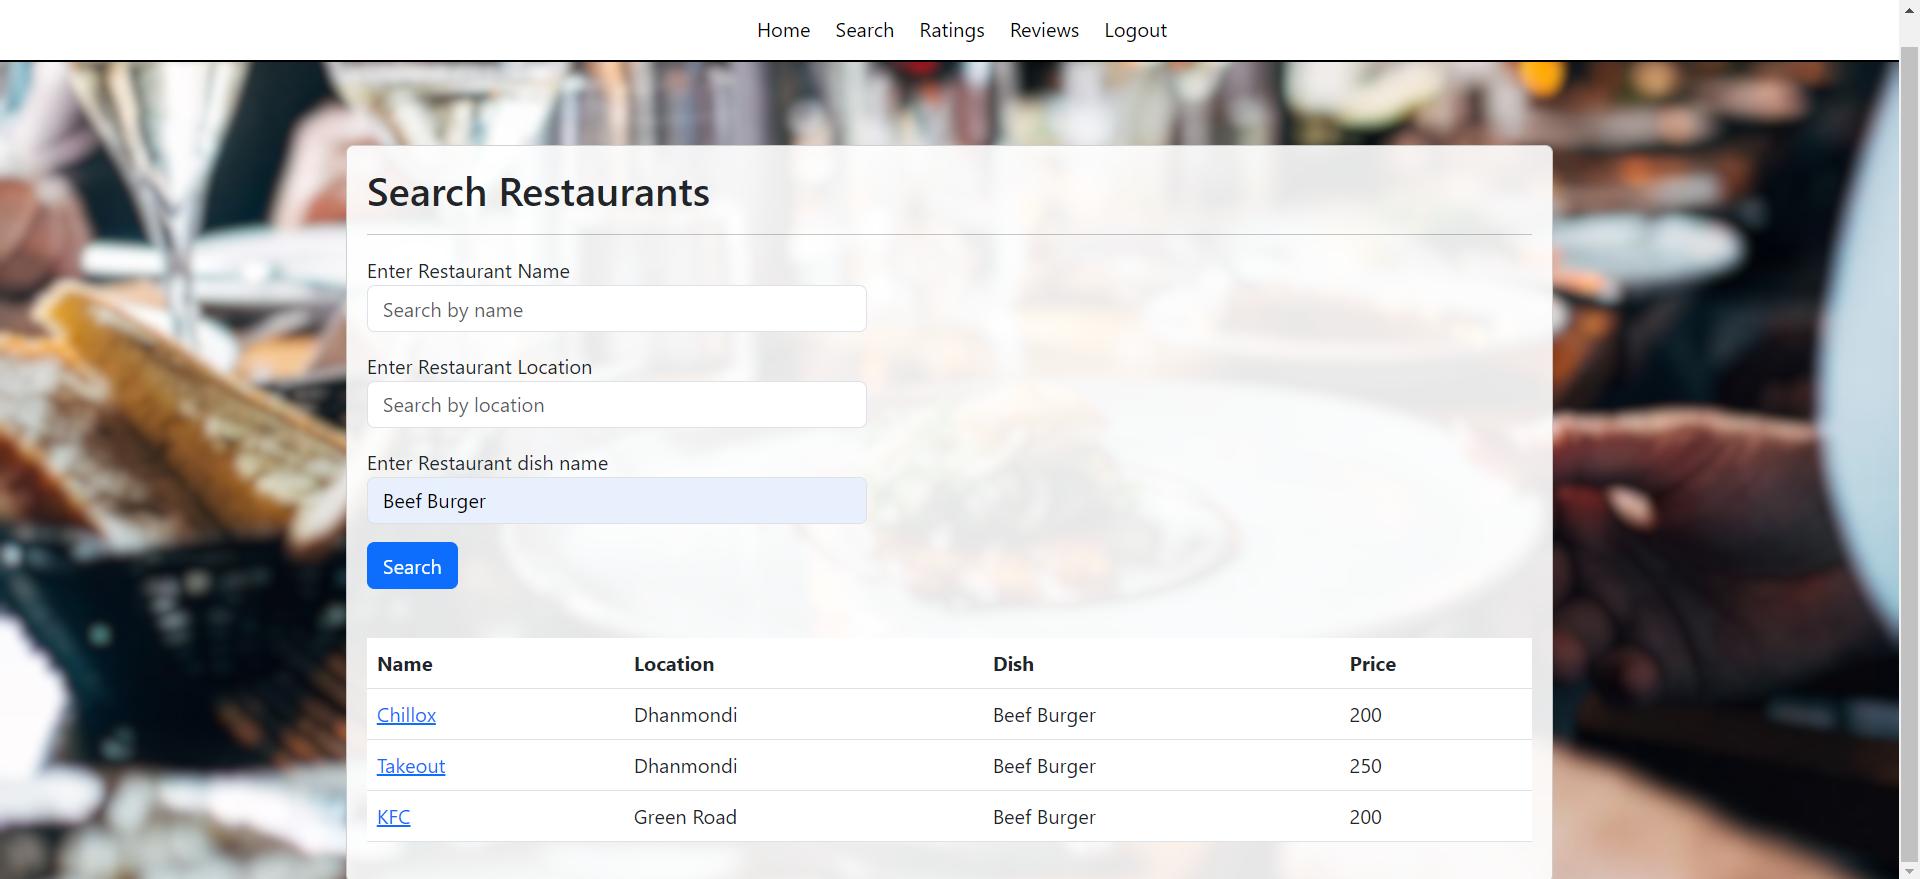 Home Search Ratings Reviews Logout
Search Restaurants
Enter Restaurant Name
Search by name
Enter Restaurant Location
Search by location
Enter Restaurant dish name
Beef Burger
Search
Name Location Dish Price
Chillox Dhanmondi Beef Burger 200
Takeout Dhanmondi Beef Burger 250
KFC Green Road Beef Burger 200